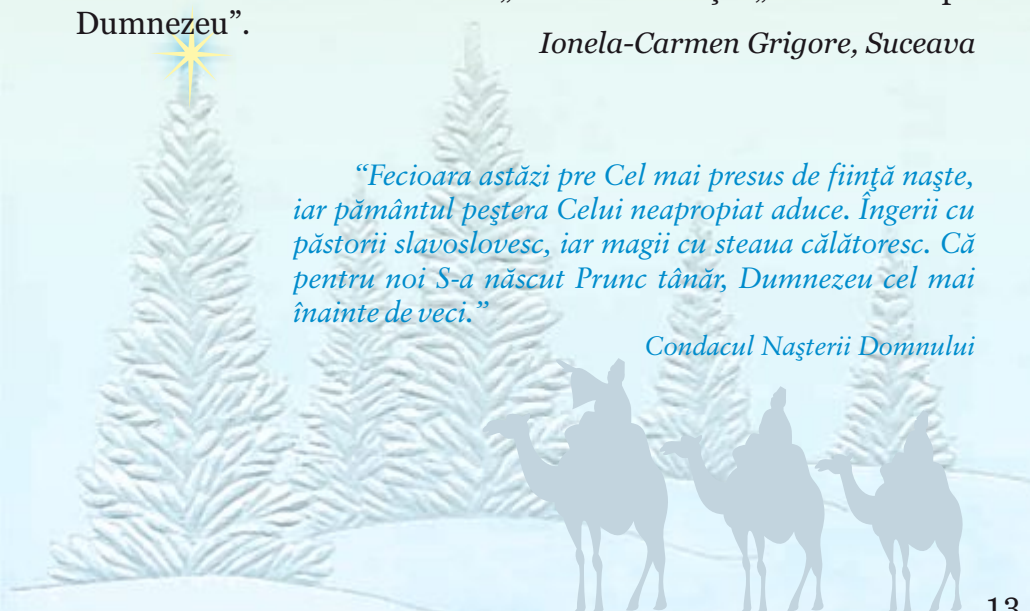 Dumnezeu”.
Ionela-Carmen Grigore, Suceava
“Fecioara astăzi pre Cel mai presus de fiinţă naşte,
iar pământul peştera Celui neapropiat aduce. Îngerii cu
păstorii slavoslovesc, iar magii cu steaua călătoresc. Că
pentru noi S-a născut Prunc tânăr, Dumnezeu cel mai
înainte de veci.”
Condacul Naşterii Domnului
13